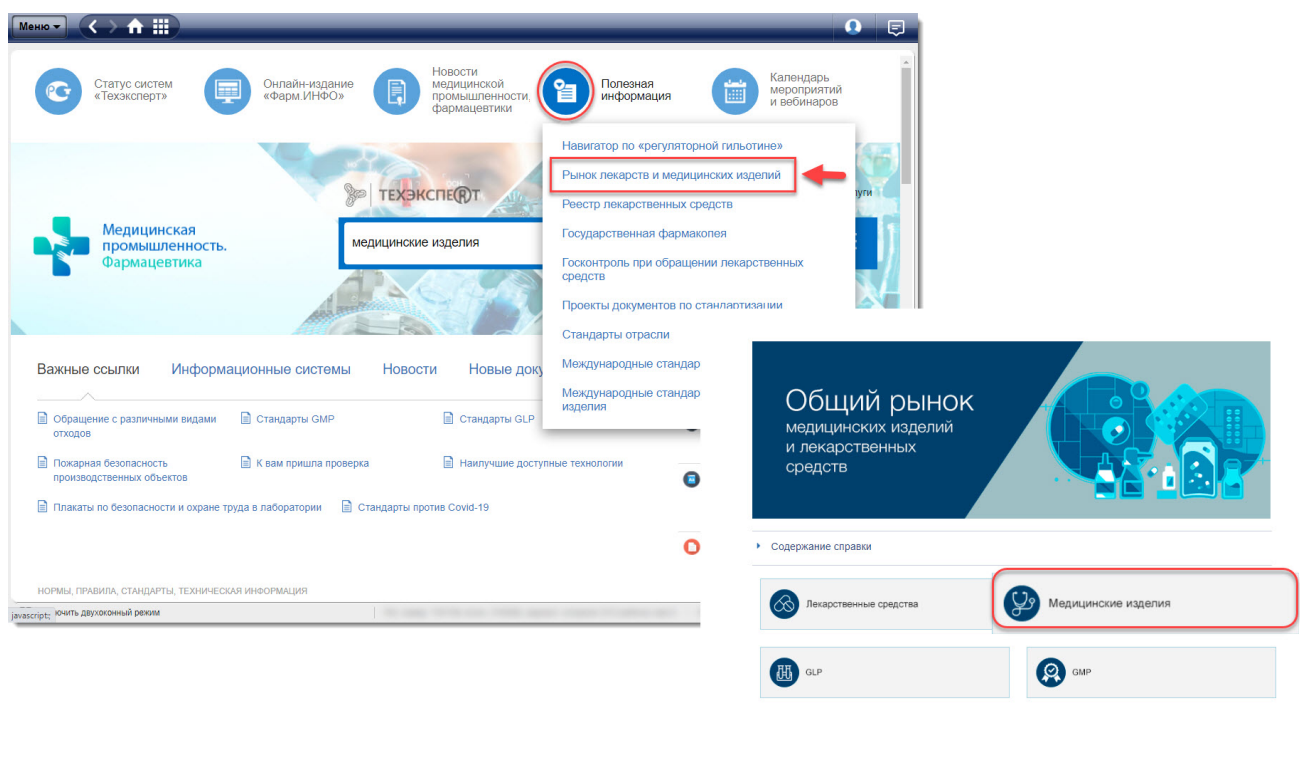 Меню
Статус систем
«Техэксперт»
Онлайн-издание
«Фарм.ИНФО»
Новости
медицинской
промышленности,
фармацевтики
Полезная
информация
Календарь
мероприятий
и вебинаров
Навигатор по «регуляторной гильотине»
Рынок лекарств и медицинских изделий
Реестр лекарственных средств
Государственная фармакопея
Госконтроль при обращении лекарственных
средств
Проекты документов по стандартизации
Стандарты отрасли
Международные стандар
Международные стандар
изделия
ТЕХЭКСПЕRТ
уги
Медицинская
промышленность.
Фармацевтика
медицинские изделия
Важные ссылки
Информационные системы
Новости
Новые доку
Обращение с различными видами
отходов
Стандарты GMP
Стандарты GLP
Пожарная безопасность
производственных объектов
К вам пришла проверка
Наилучшие доступные технологии
Плакаты по безопасности и охране труда в лаборатории
Стандарты против Covid-19
НОРМЫ, ПРАВИЛА, СТАНДАРТЫ, ТЕХНИЧЕСКАЯ ИНФОРМАЦИЯ
javascript:
ючить двухоконный режим
Общий рынок
медицинских изделий
и лекарственных
средств
Содержание справки
Лекарственные средства
Медицинские изделия
GLP
GMP